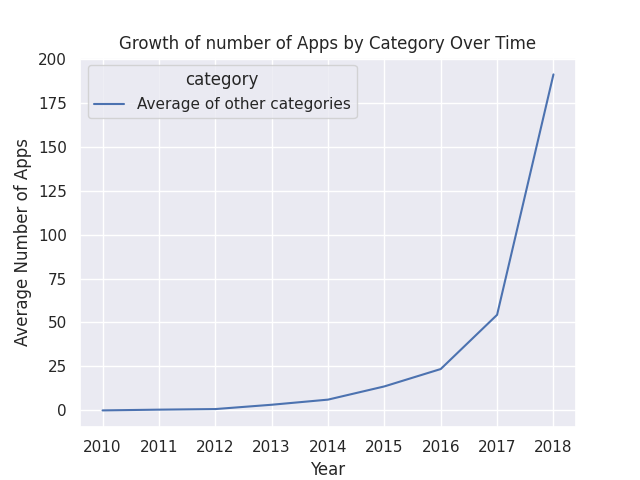 Growth of number of Apps by Category Over Time
category
Average of other categories
Average Number of Apps
200
175
150
125
100
75
50
25
0
2010 2011 2012 2013 2014 2015 2016 2017 2018
Year